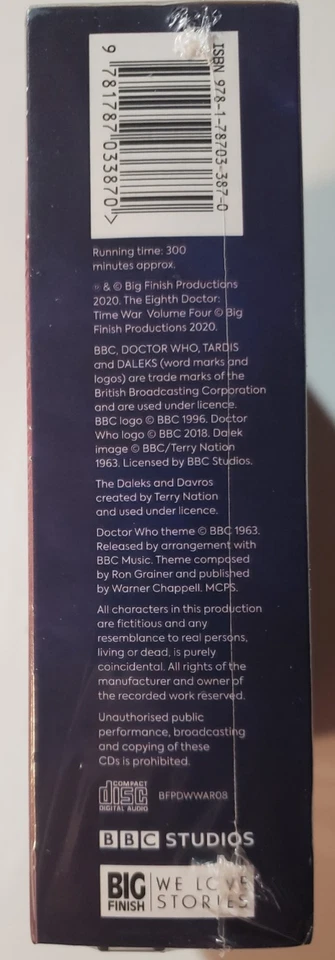 ISBN 978-1-78703-387-0
9 781787 033870 >
Running time: 300
minutes approx.
℗ & © Big Finish Productions
2020. The Eighth Doctor:
Time War Volume Four © Big
Finish Productions 2020.
BBC, DOCTOR WHO, TARDIS
and DALEKS (word marks and
logos) are trade marks of the
British Broadcasting Corporation
and are used under licence.
BBC logo © BBC 1996. Doctor
Who logo © BBC 2018. Dalek
image © BBC/Terry Nation
1963. Licensed by BBC Studios.
The Daleks and Davros
created by Terry Nation
and used under licence.
Doctor Who theme © BBC 1963.
Released by arrangement with
BBC Music. Theme composed
by Ron Grainer and published
by Warner Chappell. MCPS.
All characters in this production
are fictitious and any
resemblance to real persons,
living or dead, is purely
coincidental. All rights of the
manufacturer and owner of
the recorded work reserved.
Unauthorised public
performance, broadcasting
and copying of these
CDs is prohibited.
COMPACT
disc
DIGITAL AUDIO
BFPDWWAR08
BBC STUDIOS
BIG
FINISH
WE LOVE
STORIES